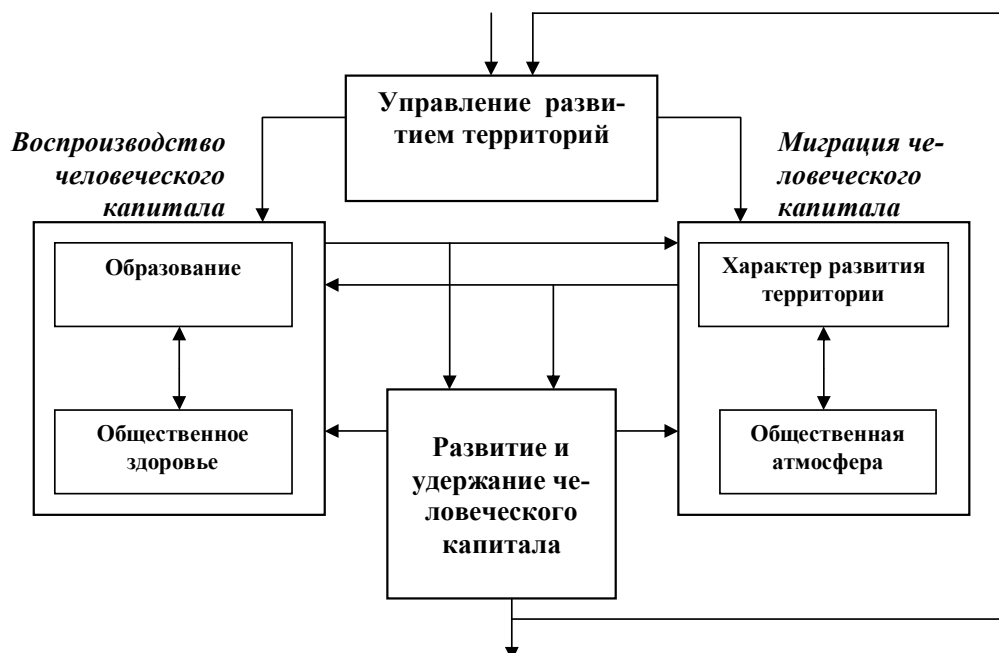 Управление разви-
тием территорий
Воспроизводство
человеческого
капитала
Миграция че-
ловеческого
капитала
Образование
Характер развития
территории
Общественное
здоровье
Развитие и
удержание че-
ловеческого
капитала
Общественная
атмосфера